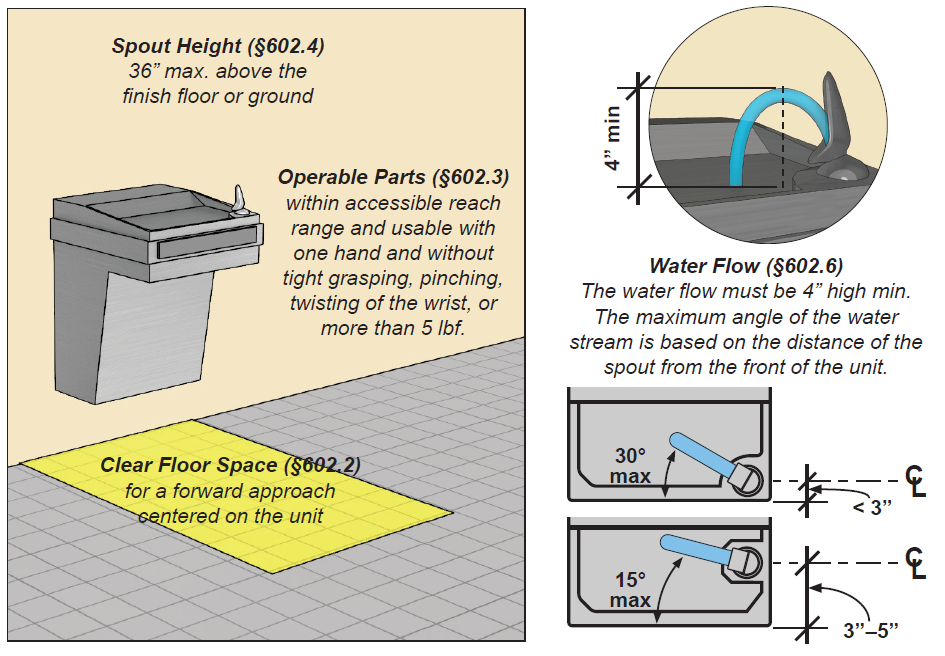 Spout Height (§602.4)
36” max. above the
finish floor or ground
Operable Parts (§602.3)
within accessible reach
range and usable with
one hand and without
tight grasping, pinching,
twisting of the wrist, or
more than 5 lbf.
Clear Floor Space (§602.2)
for a forward approach
centered on the unit
4” min
Water Flow (§602.6)
The water flow must be 4” high min.
The maximum angle of the water
stream is based on the distance of the
spout from the front of the unit.
30°
max
CL
< 3”
15°
max
CL
3”–5”